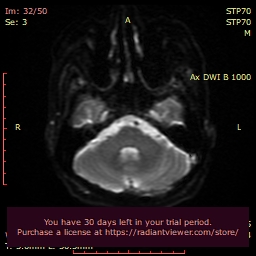 Im: 32/50
Se: 3
A
STP70
STP70
M
Ax DWI B 1000
R
L
You have 30 days left in your trial period.
Purchase a license at https://radiantviewer.com/store/